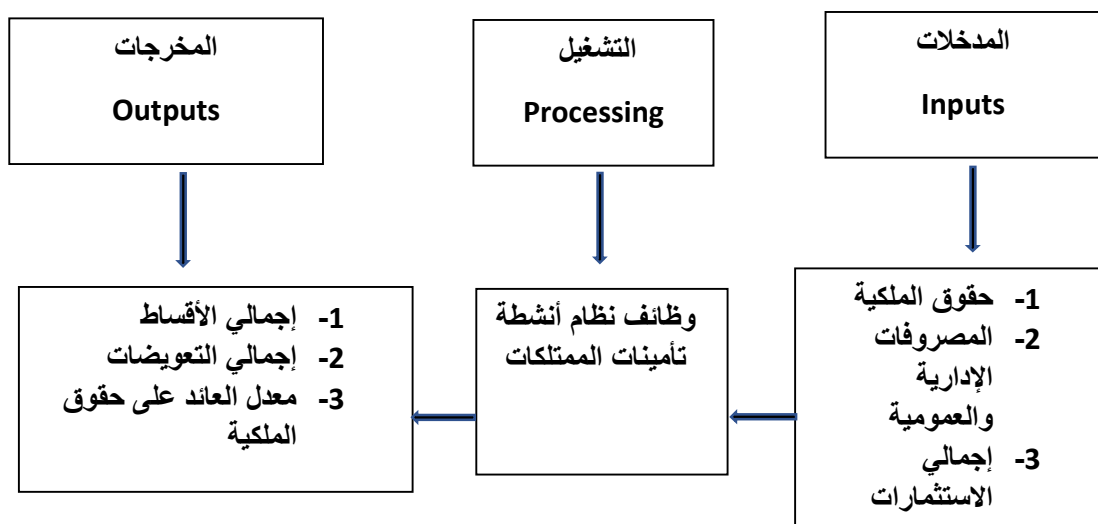 المدخلات
Inputs
التشغيل
Processing
المخرجات
Outputs
1- حقوق الملكية
2- المصروفات
الإدارية
والعمومية
3- إجمالي
الاستثمارات
وظائف نظام أنشطة
تأمينات الممتلكات
1- إجمالي الأقساط
2- إجمالي التعويضات
3- معدل العائد على حقوق
الملكية